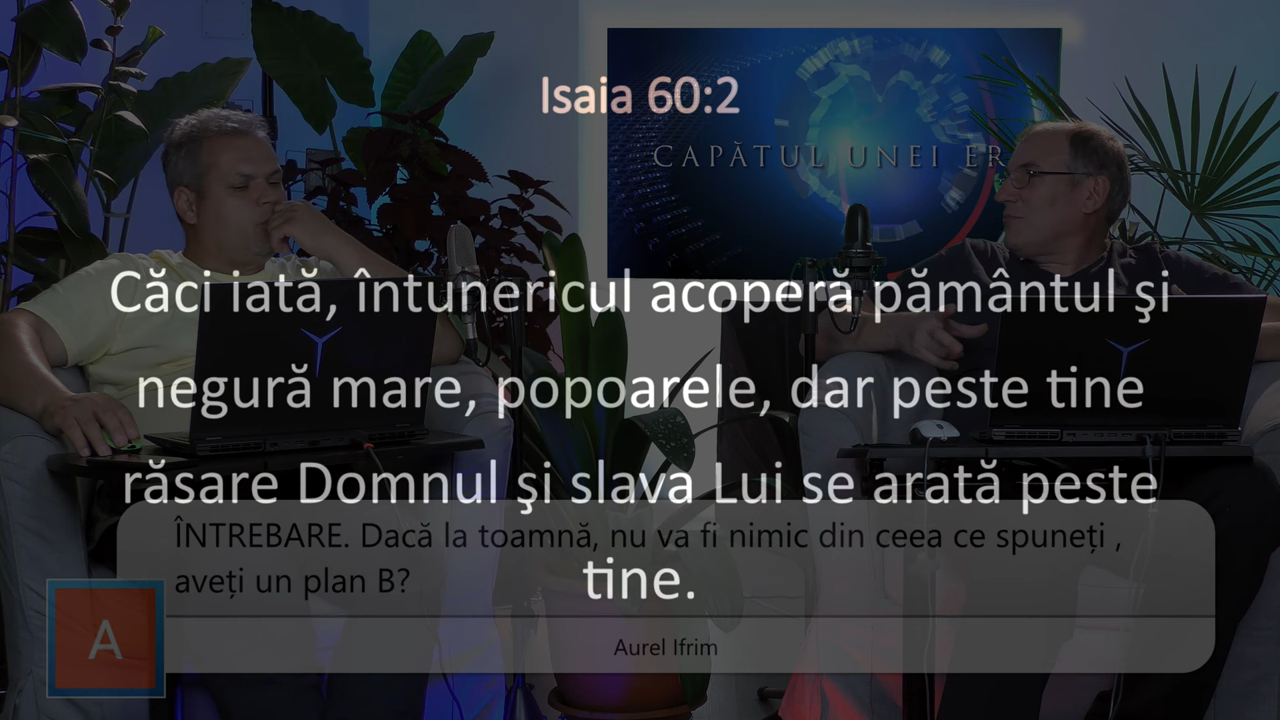 Isaia 60:2
CAPĂTUL UNEI ER
Căci iată, întunericul acoperă pământul şi
negură mare, popoarele, dar peste tine
răsare Domnul şi slava Lui se arată peste
tine.
ÎNTREBARE. Dacă la toamnă, nu va fi nimic din ceea ce spuneți ,
aveți un plan B?
A
Aurel Ifrim